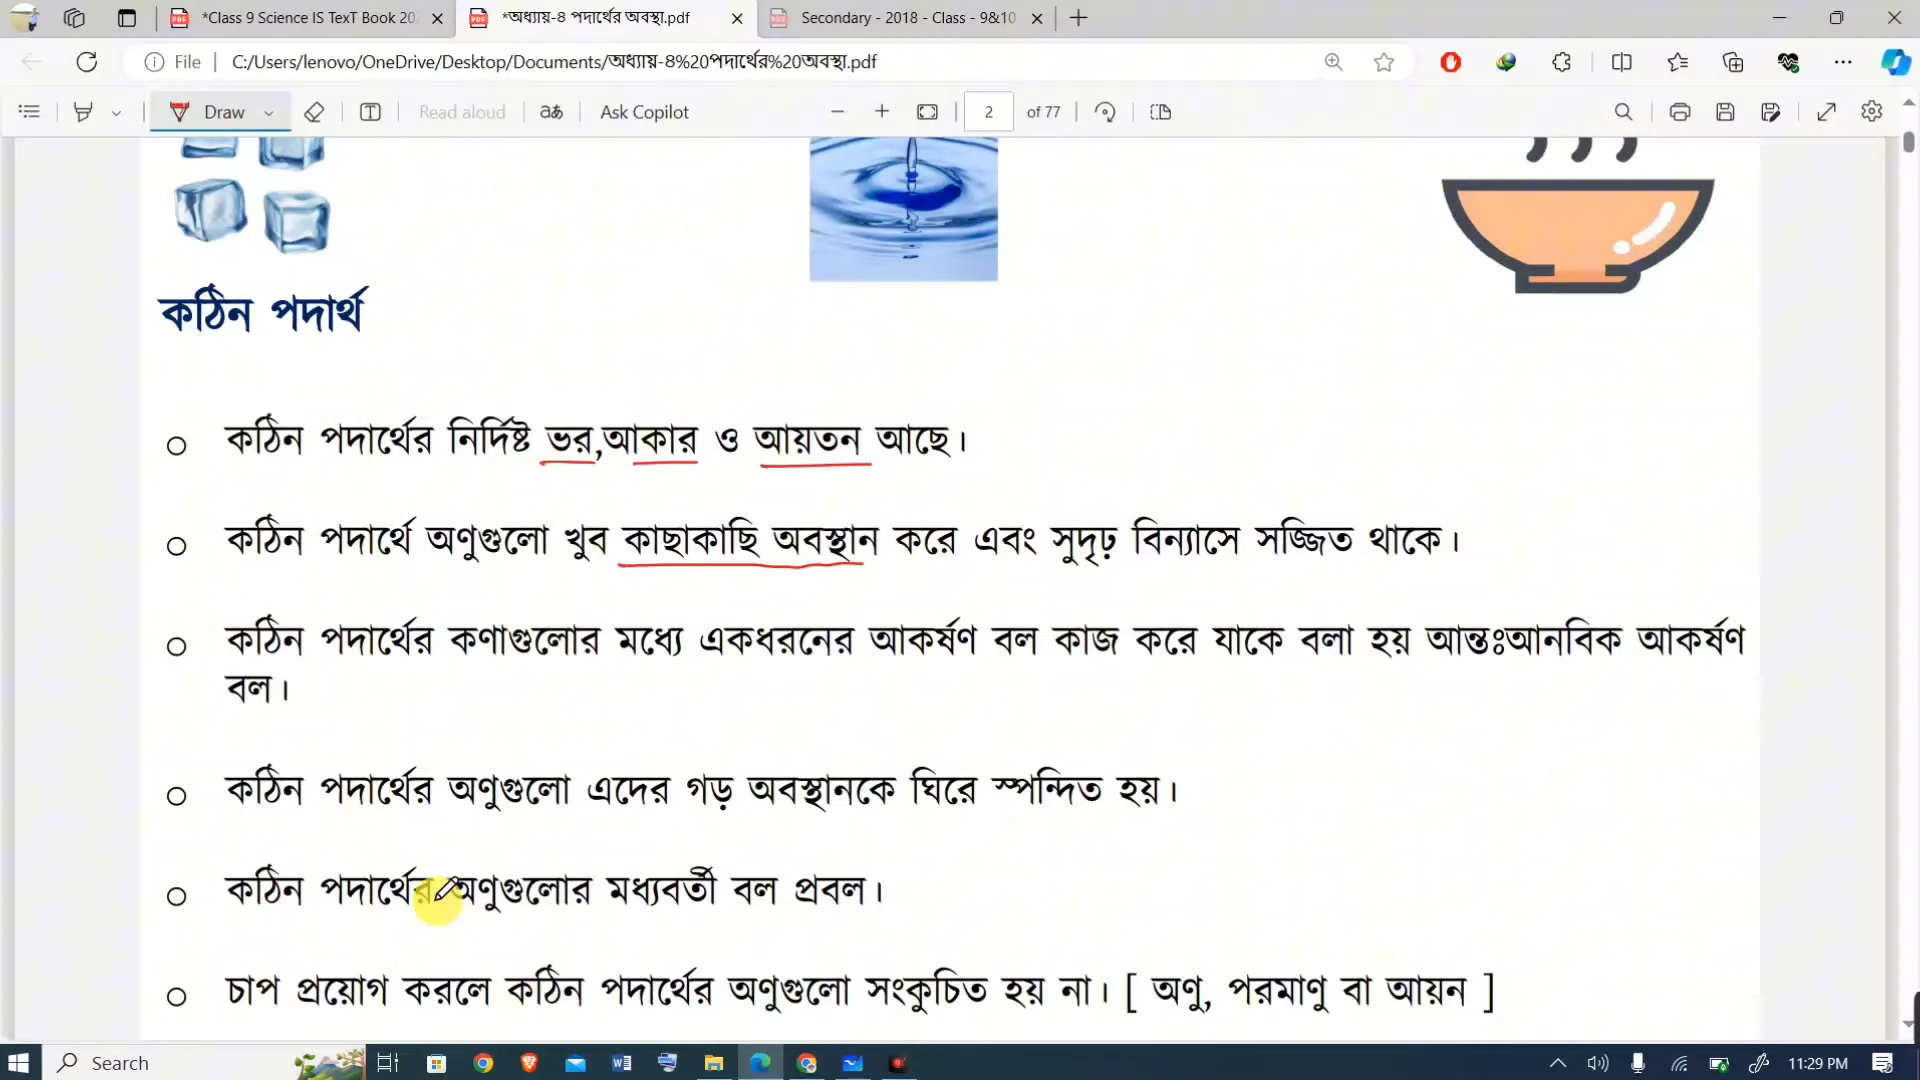 *Class 9 Science IS TexT Book 202
*অধ্যায়-8 পদার্থের অবস্থা.pdf
Secondary - 2018 - Class - 9&10
File
C:/Users/lenovo/OneDrive/Desktop/Documents/অধ্যায়-8%20পদার্থের%20অবস্থা.pdf
Draw
Read aloud
Ask Copilot
2
of 77
কঠিন পদার্থ
কঠিন পদার্থের নির্দিষ্ট ভর,আকার ও আয়তন আছে।
কঠিন পদার্থে অণুগুলো খুব কাছাকাছি অবস্থান করে এবং সুদৃঢ় বিন্যাসে সজ্জিত থাকে।
কঠিন পদার্থের কণাগুলোর মধ্যে একধরনের আকর্ষণ বল কাজ করে যাকে বলা হয় আন্তঃআনবিক আকর্ষণ
বল।
কঠিন পদার্থের অণুগুলো এদের গড় অবস্থানকে ঘিরে স্পন্দিত হয়।
কঠিন পদার্থের অণুগুলোর মধ্যবর্তী বল প্রবল।
চাপ প্রয়োগ করলে কঠিন পদার্থের অণুগুলো সংকুচিত হয় না। [ অণু, পরমাণু বা আয়ন ]
Search
11:29 PM